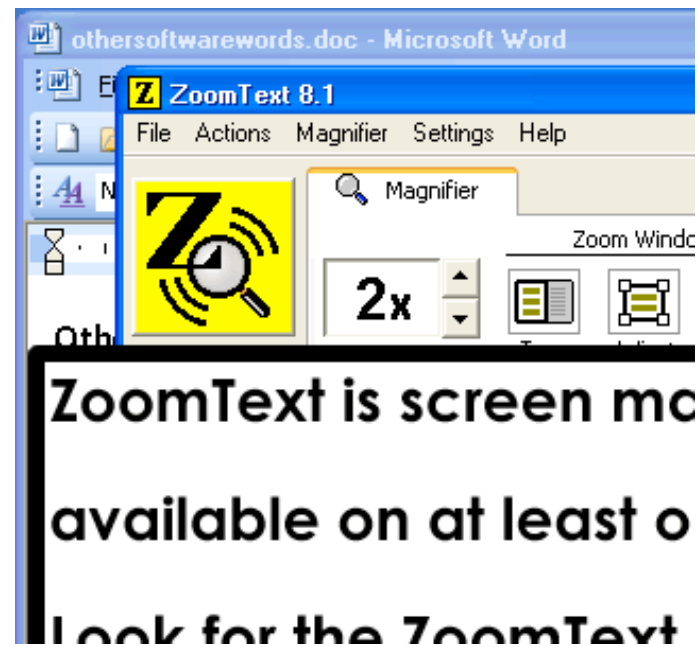 othersoftwarewords.doc - Microsoft Word
ZoomText 8.1
File Actions Magnifier Settings Help
N
Magnifier
Zoom Windo
2x
Oth
ZoomText is screen ma
available on at least o
Look for the ZoomText